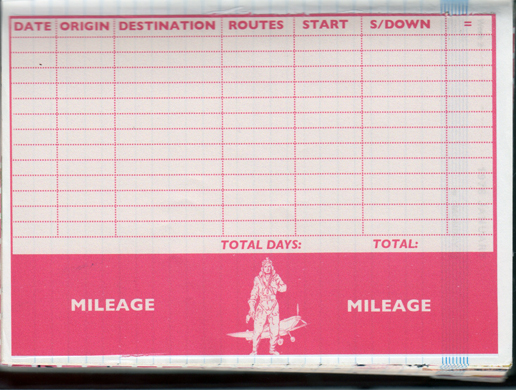 DATE ORIGIN DESTINATION ROUTES START S/DOWN =
TOTAL DAYS: TOTAL:
MILEAGE MILEAGE